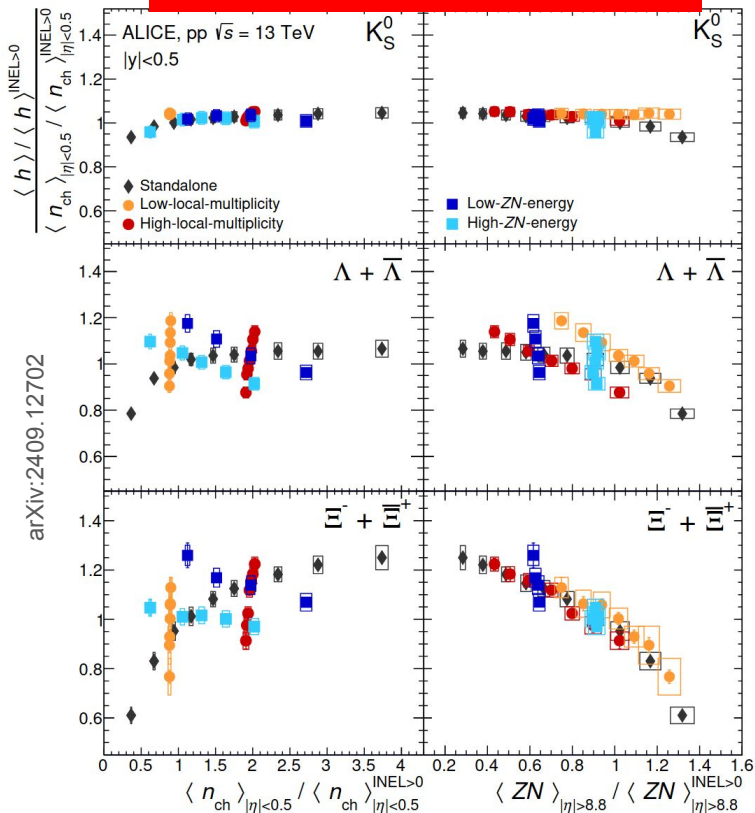 ⟨ h ⟩ / ⟨ h ⟩^INEL>0
⟨ n_ch ⟩_|η|<0.5 / ⟨ n_ch ⟩_|η|<0.5^INEL>0
ALICE, pp √s = 13 TeV
|y|<0.5
K⁰_S
K⁰_S
1.4
1.2
1
0.8
0.6
Standalone
Low-local-multiplicity
High-local-multiplicity
Low-ZN-energy
High-ZN-energy
Λ + Λ̅
Λ + Λ̅
1.4
1.2
1
0.8
0.6
arXiv:2409.12702
Ξ⁻ + Ξ̅⁺
Ξ⁻ + Ξ̅⁺
1.4
1.2
1
0.8
0.6
0 0.5 1 1.5 2 2.5 3 3.5 4
0.2 0.4 0.6 0.8 1 1.2 1.4 1.6
⟨ n_ch ⟩_|η|<0.5 / ⟨ n_ch ⟩_|η|<0.5^INEL>0
⟨ ZN ⟩_|η|>8.8 / ⟨ ZN ⟩_|η|>8.8^INEL>0